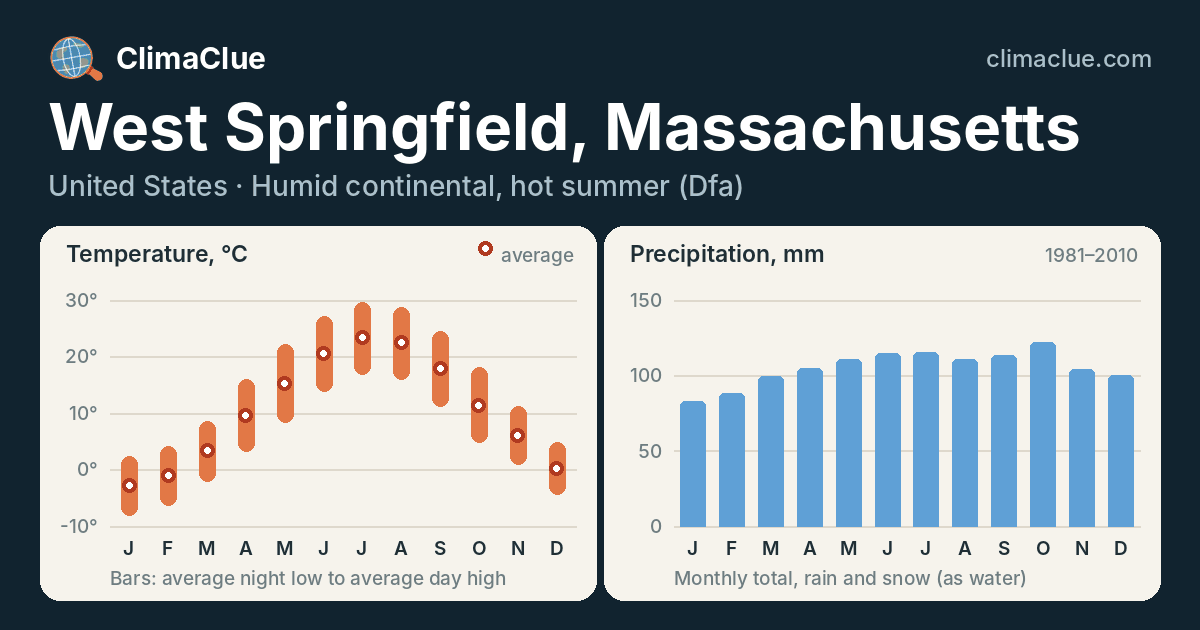 ClimaClue
climaclue.com
West Springfield, Massachusetts
United States · Humid continental, hot summer (Dfa)
Temperature, °C
average
30°
20°
10°
0°
-10°
J F M A M J J A S O N D
Bars: average night low to average day high
Precipitation, mm
1981–2010
150
100
50
0
J F M A M J J A S O N D
Monthly total, rain and snow (as water)